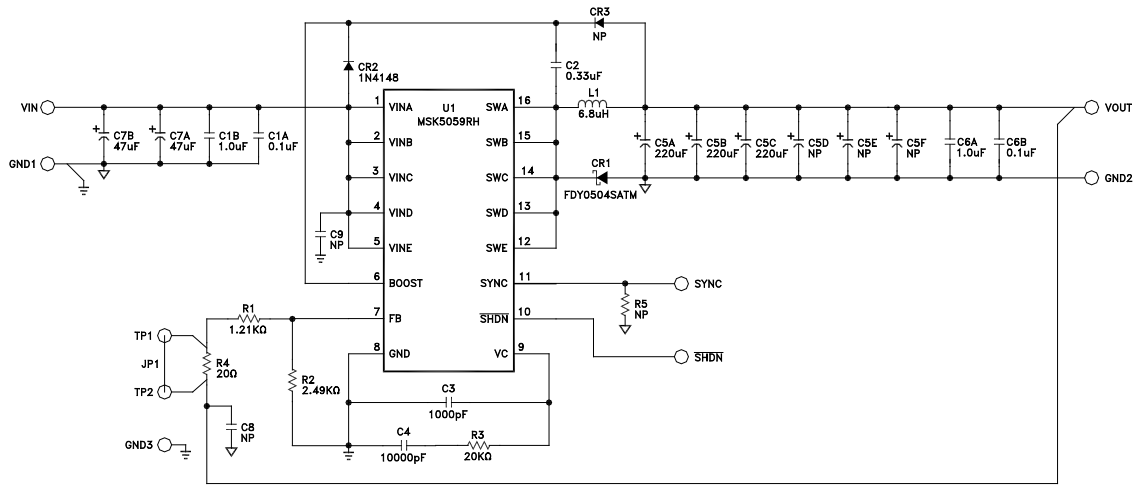 CR3
NP
CR2
1N4148
C2
0.33uF
L1
6.8uH
VIN
C7B
47uF
C7A
47uF
C1B
1.0uF
C1A
0.1uF
GND1
U1
MSK5059RH
1 VINA
2 VINB
3 VINC
4 VIND
5 VINE
6 BOOST
7 FB
8 GND
SWA 16
SWB 15
SWC 14
SWD 13
SWE 12
SYNC 11
SHDN 10
VC 9
C9
NP
CR1
FDY0504SATM
C5A
220uF
C5B
220uF
C5C
220uF
C5D
NP
C5E
NP
C5F
NP
C6A
1.0uF
C6B
0.1uF
VOUT
GND2
SYNC
R5
NP
SHDN
R1
1.21KΩ
TP1
JP1
TP2
R4
20Ω
R2
2.49KΩ
C8
NP
GND3
C3
1000pF
C4
10000pF
R3
20KΩ